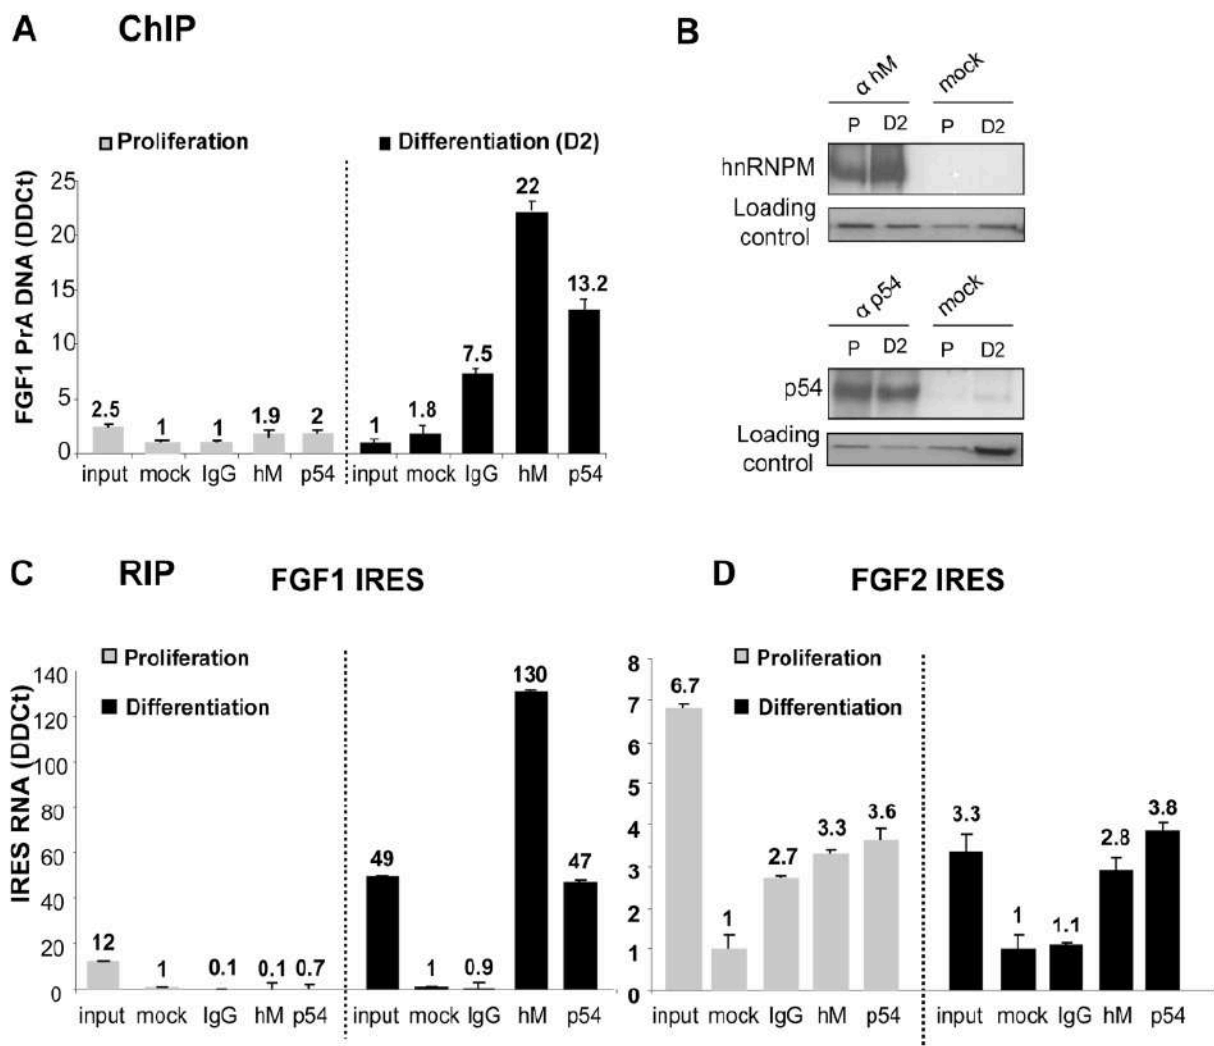 A ChIP
Proliferation Differentiation (D2)
FGF1 PrA DNA (DDCt)
25
20
15
10
5
0
2.5 1 1 1.9 2 1 1.8 7.5 22 13.2
input mock IgG hM p54 input mock IgG hM p54
B
α hM mock
P D2 P D2
hnRNPM
Loading
control
α p54 mock
P D2 P D2
p54
Loading
control
C RIP FGF1 IRES
Proliferation
Differentiation
IRES RNA (DDCt)
140
120
100
80
60
40
20
0
12 1 0.1 0.1 0.7 49 1 0.9 130 47
input mock IgG hM p54 input mock IgG hM p54
D FGF2 IRES
Proliferation
Differentiation
8
7
6
5
4
3
2
1
0
6.7 1 2.7 3.3 3.6 3.3 1 1.1 2.8 3.8
input mock IgG hM p54 input mock IgG hM p54